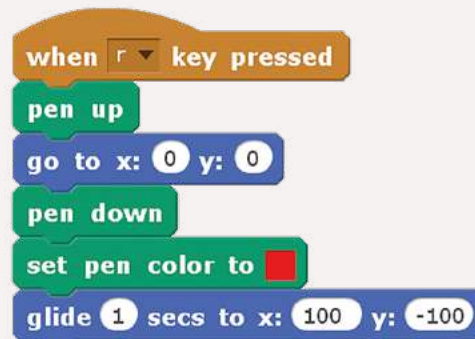 when r key pressed
pen up
go to x: 0 y: 0
pen down
set pen color to
glide 1 secs to x: 100 y: -100